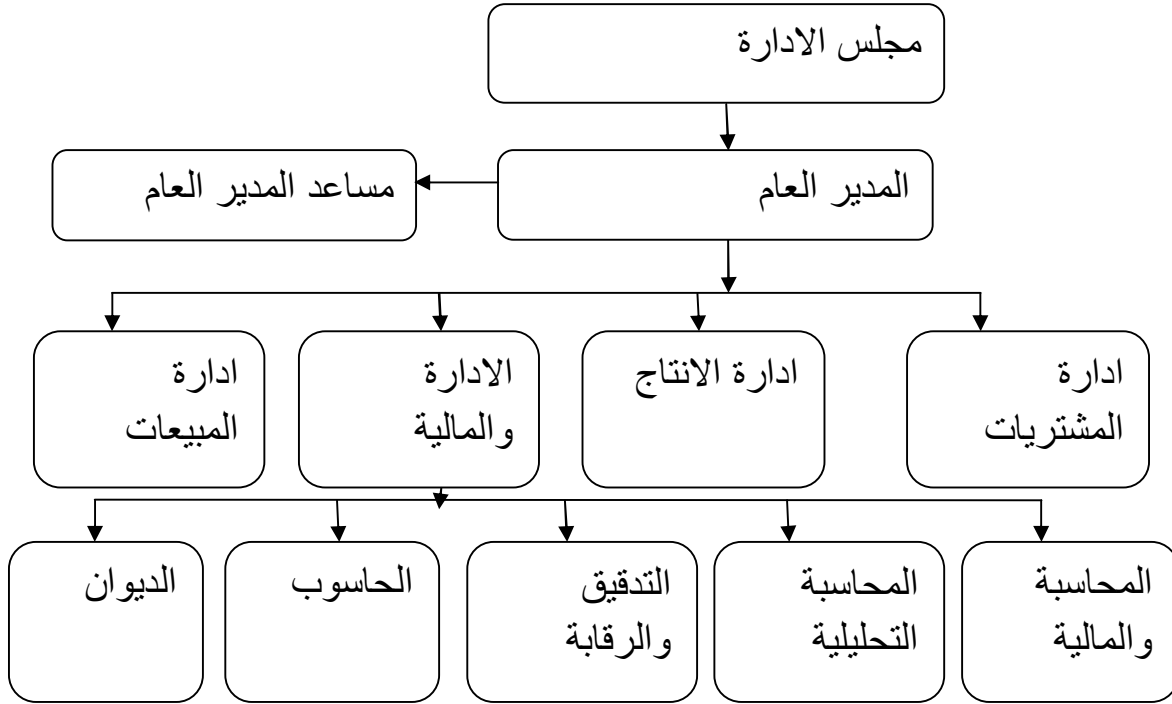 مجلس الادارة
المدير العام
مساعد المدير العام
ادارة
المشتريات
ادارة الانتاج
الادارة
والمالية
ادارة
المبيعات
المحاسبة
والمالية
المحاسبة
التحليلية
التدقيق
والرقابة
الحاسوب
الديوان